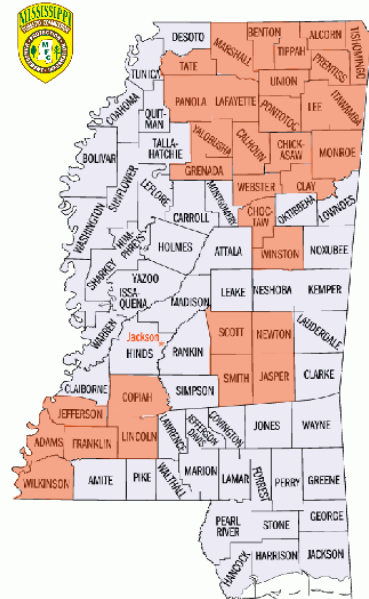 MISSISSIPPI
FORESTRY COMMISSION
MFC
DESOTO
BENTON
ALCORN
TISHOMINGO
MARSHALL
TIPPAH
PRENTISS
TATE
TUNICA
UNION
PANOLA
LAFAYETTE
PONTOTOC
LEE
ITAWAMBA
COAHOMA
QUIT-
MAN
YALOBUSHA
CALHOUN
CHICK-
ASAW
MONROE
TALLA-
HATCHIE
BOLIVAR
GRENADA
SUNFLOWER
LEFLORE
MONTGOMERY
WEBSTER
CLAY
OKTIBBEHA
LOWNDES
WASHINGTON
CARROLL
CHOC-
TAW
HUM-
PHREYS
HOLMES
ATTALA
WINSTON
NOXUBEE
SHARKEY
YAZOO
ISSA
QUENA
MADISON
LEAKE
NESHOBA
KEMPER
WARREN
Jackson
HINDS
RANKIN
SCOTT
NEWTON
LAUDERDALE
CLAIBORNE
COPIAH
SIMPSON
SMITH
JASPER
CLARKE
JEFFERSON
ADAMS
FRANKLIN
LINCOLN
LAWRENCE
JEFFERSON
DAVIS
COVINGTON
JONES
WAYNE
WILKINSON
AMITE
PIKE
WALTHALL
MARION
LAMAR
FORREST
PERRY
GREENE
PEARL
RIVER
STONE
GEORGE
HANCOCK
HARRISON
JACKSON